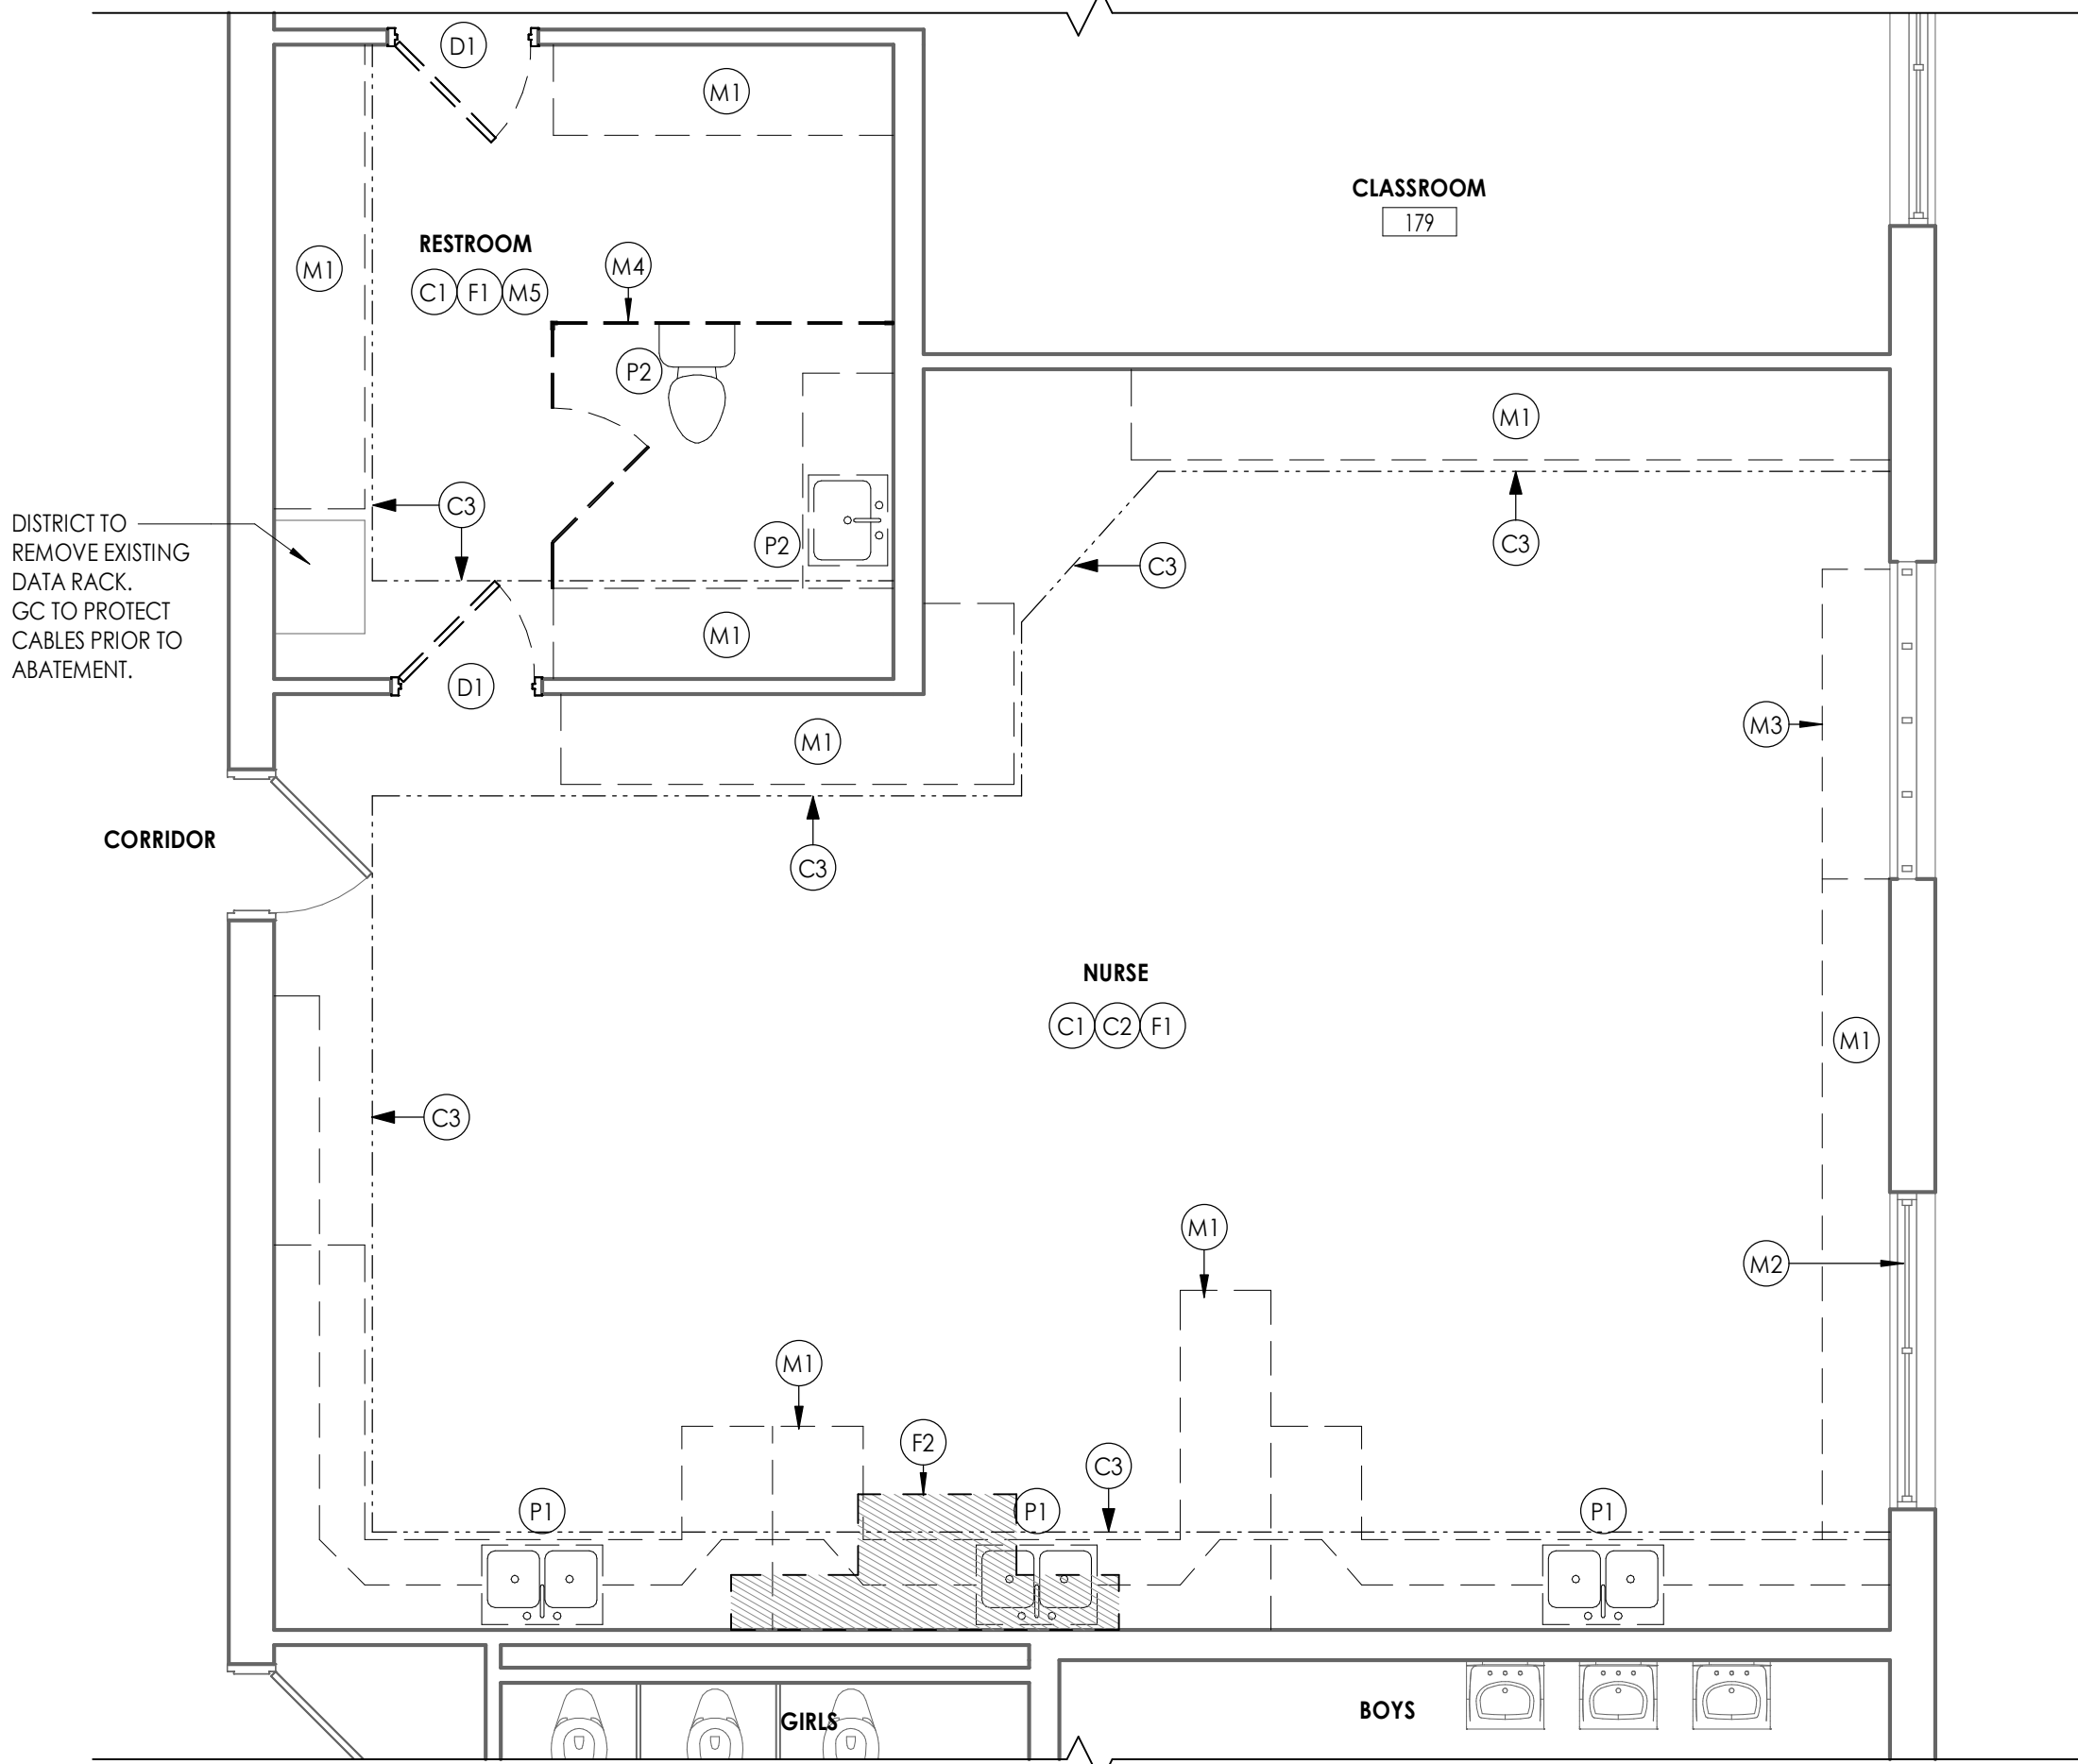 D1
M1
CLASSROOM
179
RESTROOM
C1 F1 M5
M1
M4
P2
M1
C3
DISTRICT TO
REMOVE EXISTING
DATA RACK.
GC TO PROTECT
CABLES PRIOR TO
ABATEMENT.
P2
C3
C3
M1
D1
M1
M3
CORRIDOR
C3
NURSE
C1 C2 F1
M1
C3
M1
M2
M1
F2
C3
P1
P1
P1
GIRLS
BOYS